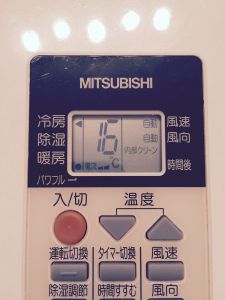 MITSUBISHI
冷房
除湿
暖房
パワフル
16
℃
自動
自動
内部クリーン
風速
風向
時間後
入/切
温度
運転切換
タイマー切換
風速
除湿調節
時間すすむ
風向